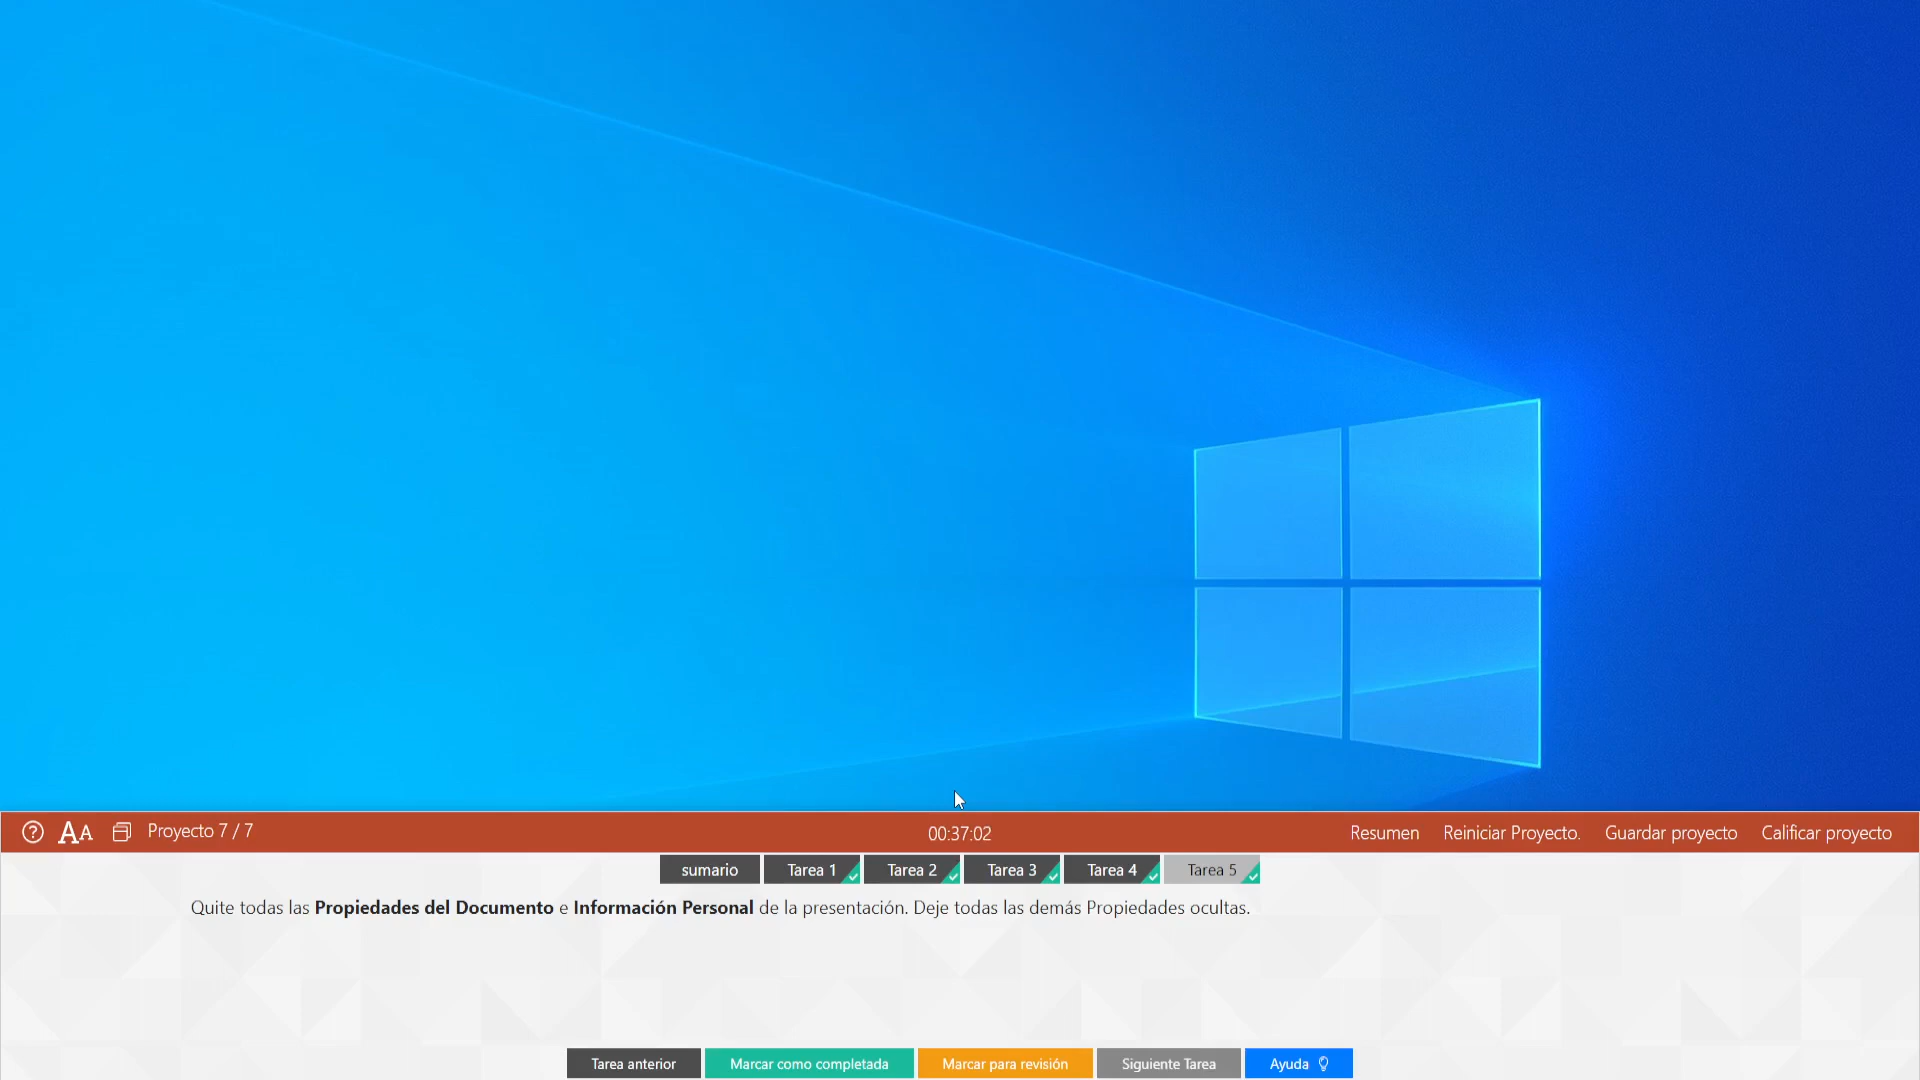 AA Proyecto 7 / 7
00:37:02
Resumen Reiniciar Proyecto. Guardar proyecto Calificar proyecto
sumario Tarea 1 Tarea 2 Tarea 3 Tarea 4 Tarea 5
Quite todas las Propiedades del Documento e Información Personal de la presentación. Deje todas las demás Propiedades ocultas.
Tarea anterior Marcar como completada Marcar para revisión Siguiente Tarea Ayuda